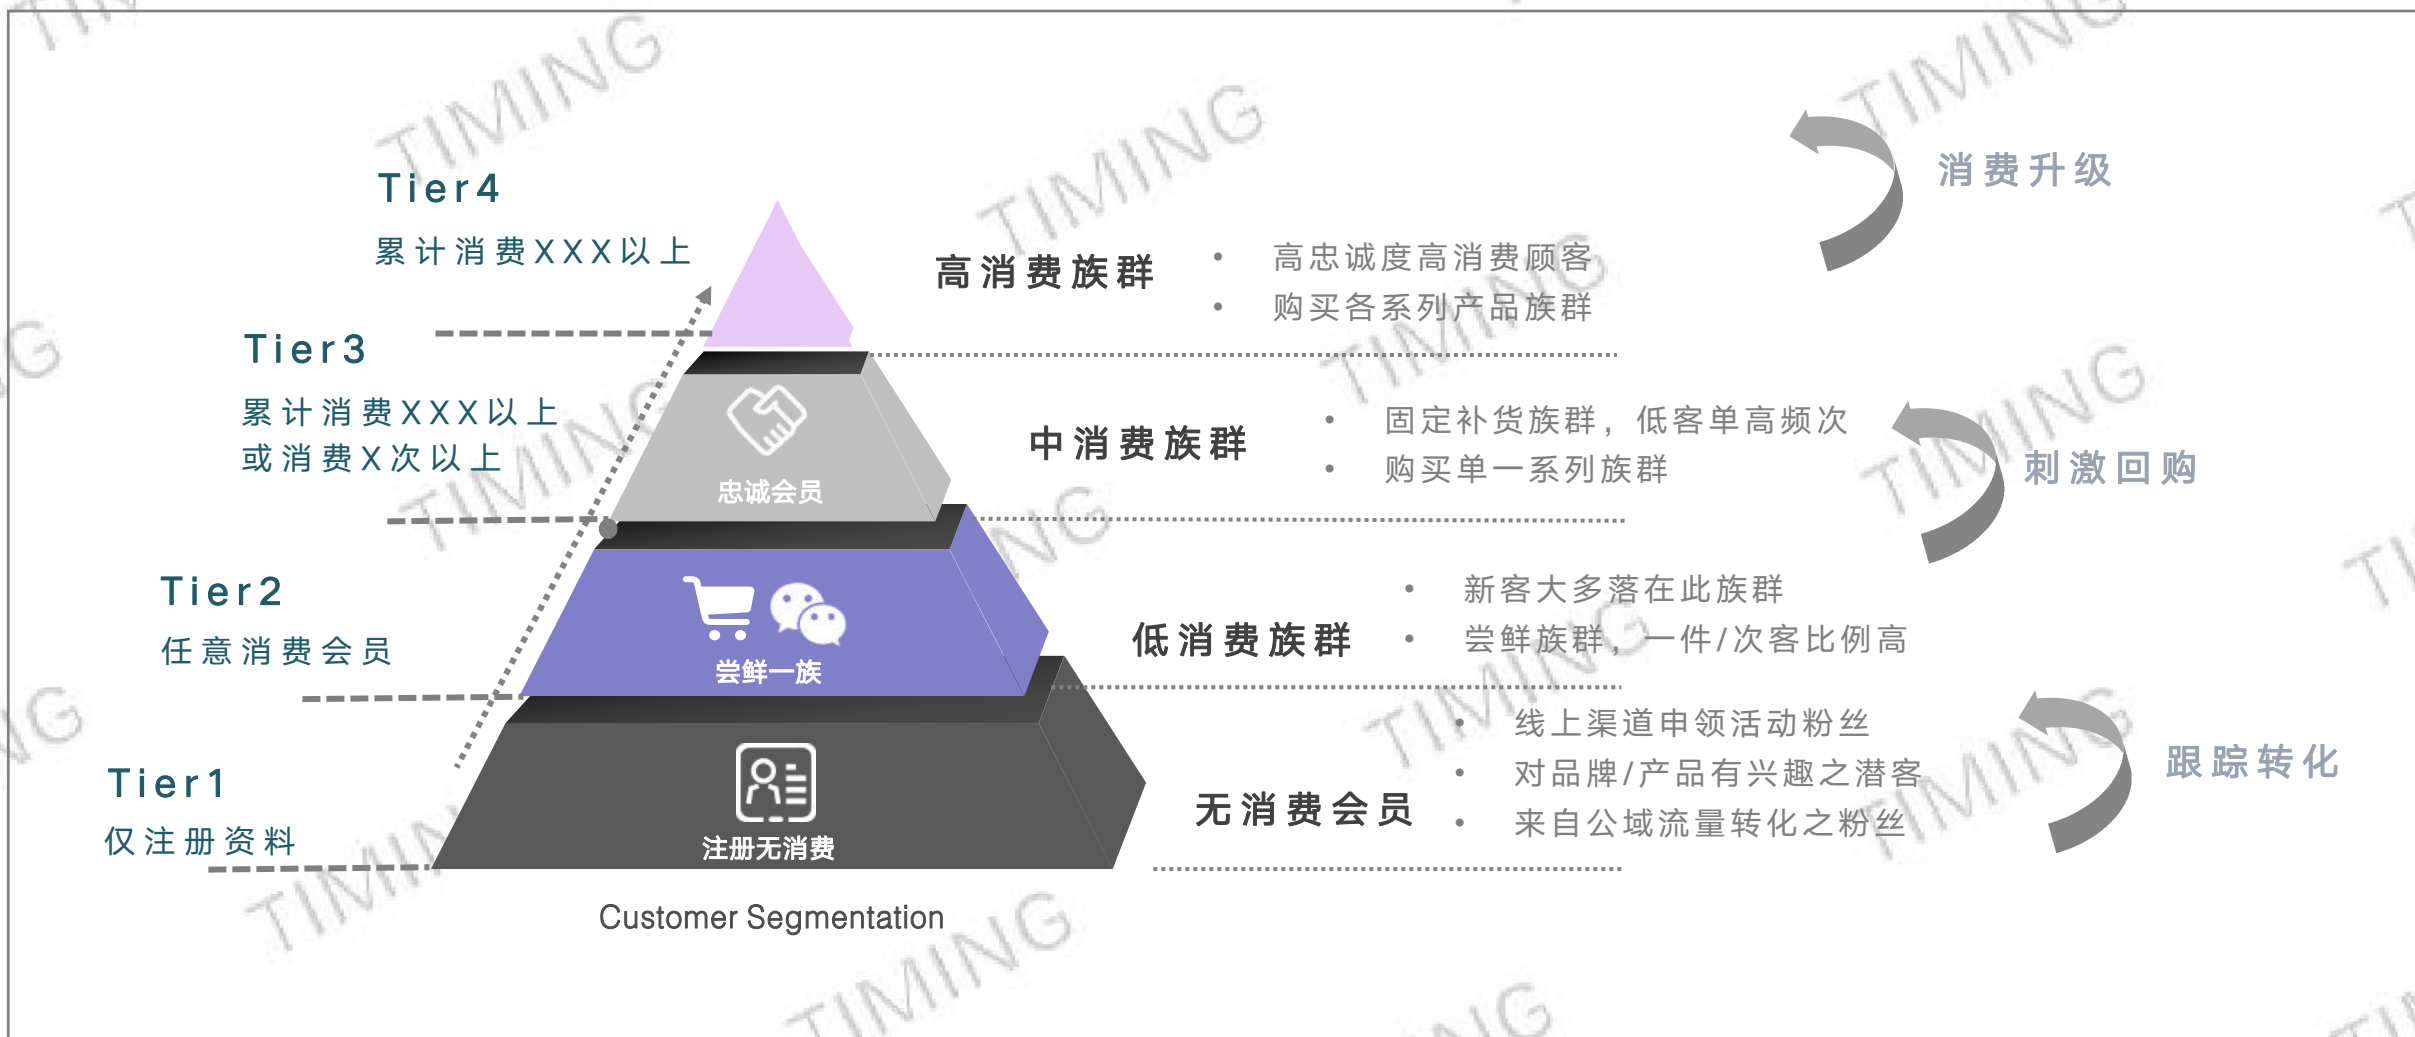 Tier4
累计消费XXX以上
高消费族群
• 高忠诚度高消费顾客
• 购买各系列产品族群
消费升级
Tier3
累计消费XXX以上
或消费X次以上
忠诚会员
中消费族群
• 固定补货族群，低客单高频次
• 购买单一系列族群
刺激回购
Tier2
任意消费会员
尝鲜一族
低消费族群
• 新客大多落在此族群
• 尝鲜族群，一件/次客比例高
Tier1
仅注册资料
注册无消费
无消费会员
• 线上渠道申领活动粉丝
• 对品牌/产品有兴趣之潜客
• 来自公域流量转化之粉丝
跟踪转化
Customer Segmentation
TIMING
TIMING
TIMING
TIMING
TIMING
TIMING
TIMING
TIMING
TIMING
TIMING